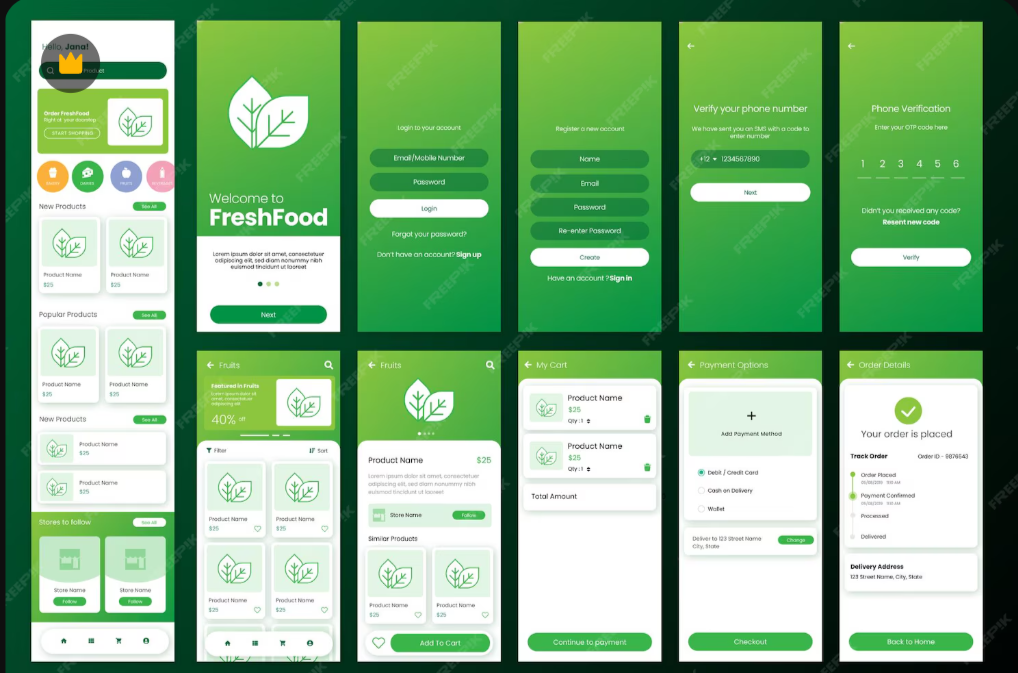 Hello, Jana!
Product
Order FreshFood
Right at your doorstep
START SHOPPING
Fruits
New Products
See All
Product Name
$25
Product Name
$25
Popular Products
See All
Product Name
$25
Product Name
$25
New Products
See All
Product Name
$25
Product Name
$25
Stores to follow
See All
Store Name
Follow
Store Name
Follow
Welcome to
FreshFood
Lorem ipsum dolor sit amet, consectetuer
adipiscing elit, sed diam nonummy nibh
euismod tincidunt ut laoreet
Next
Login to your account
Email/Mobile Number
Password
Login
Forgot your password?
Don't have an account? Sign up
Register a new account
Name
Email
Password
Re-enter Password
Create
Have an account ? Sign in
Verify your phone number
We have sent you an SMS with a code to
enter number
+12 1234567890
Next
Phone Verification
Enter your OTP code here
1 2 3 4 5 6
Didn't you received any code?
Resent new code
Verify
Fruits
Featured in Fruits
Lorem ipsum dolor sit
amet, consectetuer
adipiscing elit
40% off
Filter
Sort
Product Name
$25
Product Name
$25
Product Name
$25
Product Name
$25
Fruits
Product Name $25
Lorem ipsum dolor sit amet, consectetuer
adipiscing elit, sed diam nonummy nibh
euismod
Store Name
Follow
Similar Products
Product Name
$25
Product Name
$25
Add To Cart
My Cart
Product Name
$25
Qty : 1
Product Name
$25
Qty : 1
Total Amount
Continue to payment
Payment Options
+
Add Payment Method
Debit / Credit Card
Cash on Delivery
Wallet
Deliver to 123 Street Name
City, State
Change
Checkout
Order Details
Your order is placed
Track Order
Order ID - 9876543
Order Placed
Payment Confirmed
Processed
Delivered
Delivery Address
123 Street Name, City, State
Back to Home
FREEPIK